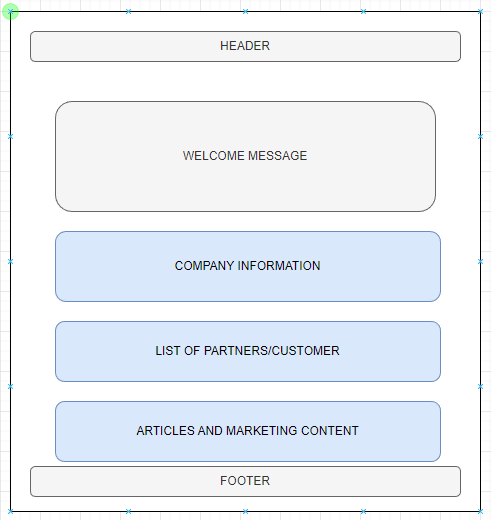 HEADER
WELCOME MESSAGE
COMPANY INFORMATION
LIST OF PARTNERS/CUSTOMER
ARTICLES AND MARKETING CONTENT
FOOTER